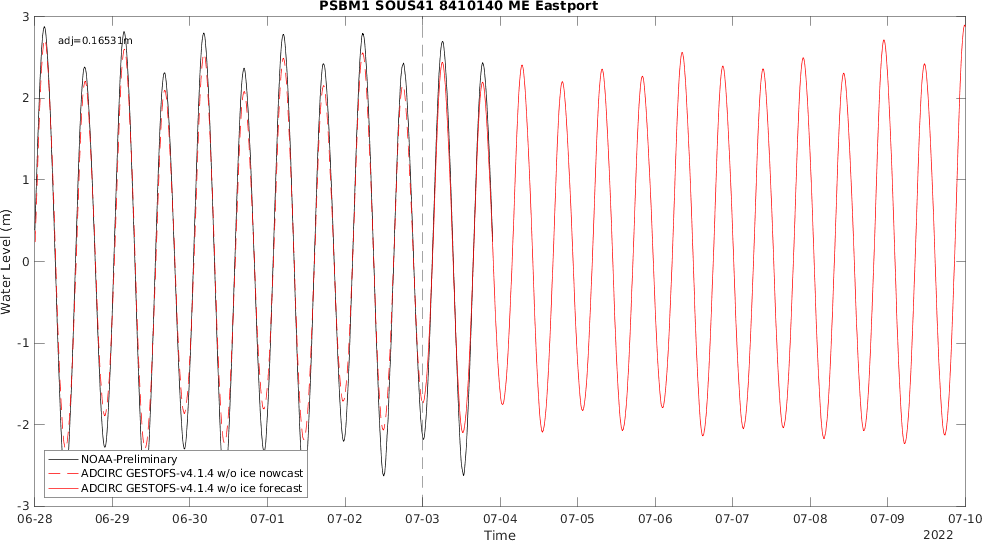 PSBM1 SOUS41 8410140 ME Eastport
adj=0.16531m
Water Level (m)
3
2
1
0
-1
-2
-3
NOAA-Preliminary
ADCIRC GESTOFS-v4.1.4 w/o ice nowcast
ADCIRC GESTOFS-v4.1.4 w/o ice forecast
06-28 06-29 06-30 07-01 07-02 07-03 07-04 07-05 07-06 07-07 07-08 07-09 07-10
Time
2022